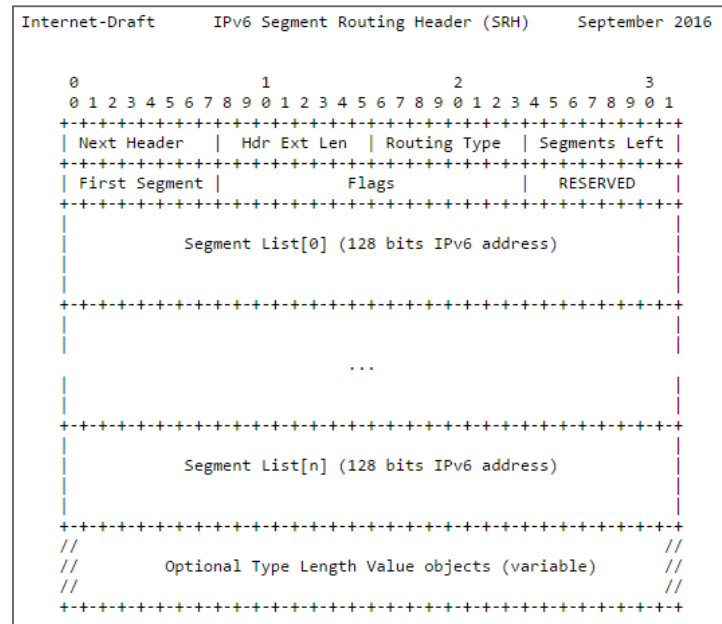 Internet-Draft      IPv6 Segment Routing Header (SRH)     September 2016
 0                   1                   2                   3
 0 1 2 3 4 5 6 7 8 9 0 1 2 3 4 5 6 7 8 9 0 1 2 3 4 5 6 7 8 9 0 1
+-+-+-+-+-+-+-+-+-+-+-+-+-+-+-+-+-+-+-+-+-+-+-+-+-+-+-+-+-+-+-+-+
| Next Header   |  Hdr Ext Len  | Routing Type  | Segments Left |
+-+-+-+-+-+-+-+-+-+-+-+-+-+-+-+-+-+-+-+-+-+-+-+-+-+-+-+-+-+-+-+-+
| First Segment |             Flags             |   RESERVED    |
+-+-+-+-+-+-+-+-+-+-+-+-+-+-+-+-+-+-+-+-+-+-+-+-+-+-+-+-+-+-+-+-+
|                                                               |
|            Segment List[0] (128 bits IPv6 address)            |
|                                                               |
|                                                               |
+-+-+-+-+-+-+-+-+-+-+-+-+-+-+-+-+-+-+-+-+-+-+-+-+-+-+-+-+-+-+-+-+
|                                                               |
|                                                               |
                              ...
|                                                               |
|                                                               |
+-+-+-+-+-+-+-+-+-+-+-+-+-+-+-+-+-+-+-+-+-+-+-+-+-+-+-+-+-+-+-+-+
|                                                               |
|            Segment List[n] (128 bits IPv6 address)            |
|                                                               |
|                                                               |
+-+-+-+-+-+-+-+-+-+-+-+-+-+-+-+-+-+-+-+-+-+-+-+-+-+-+-+-+-+-+-+-+
//                                                             //
//         Optional Type Length Value objects (variable)       //
//                                                             //
+-+-+-+-+-+-+-+-+-+-+-+-+-+-+-+-+-+-+-+-+-+-+-+-+-+-+-+-+-+-+-+-+